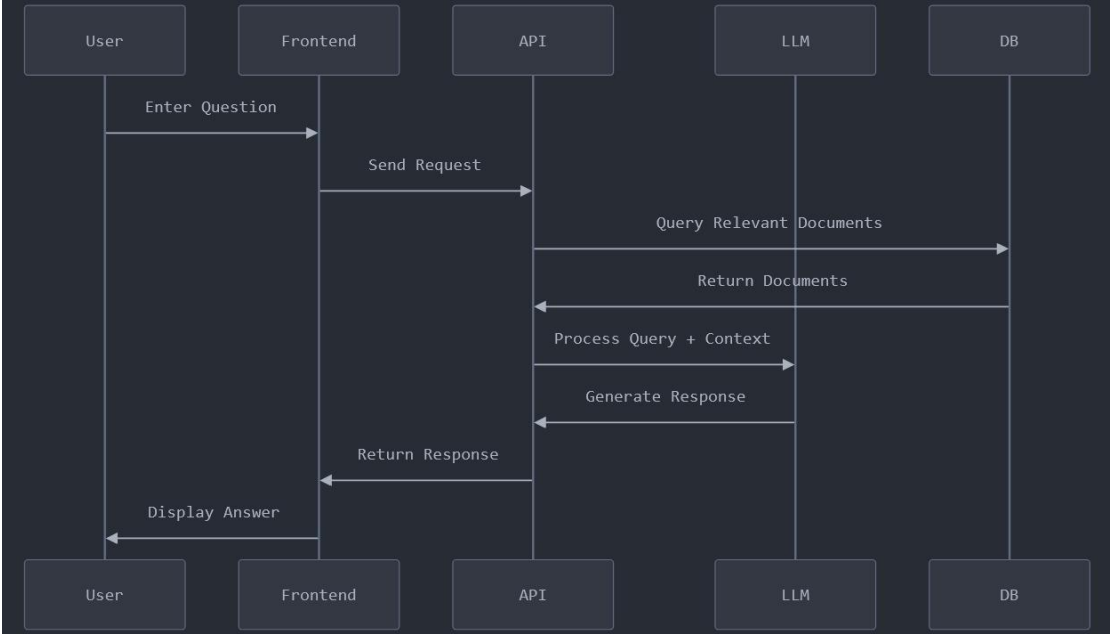 User Frontend API LLM DB
Enter Question
Send Request
Query Relevant Documents
Return Documents
Process Query + Context
Generate Response
Return Response
Display Answer
User Frontend API LLM DB